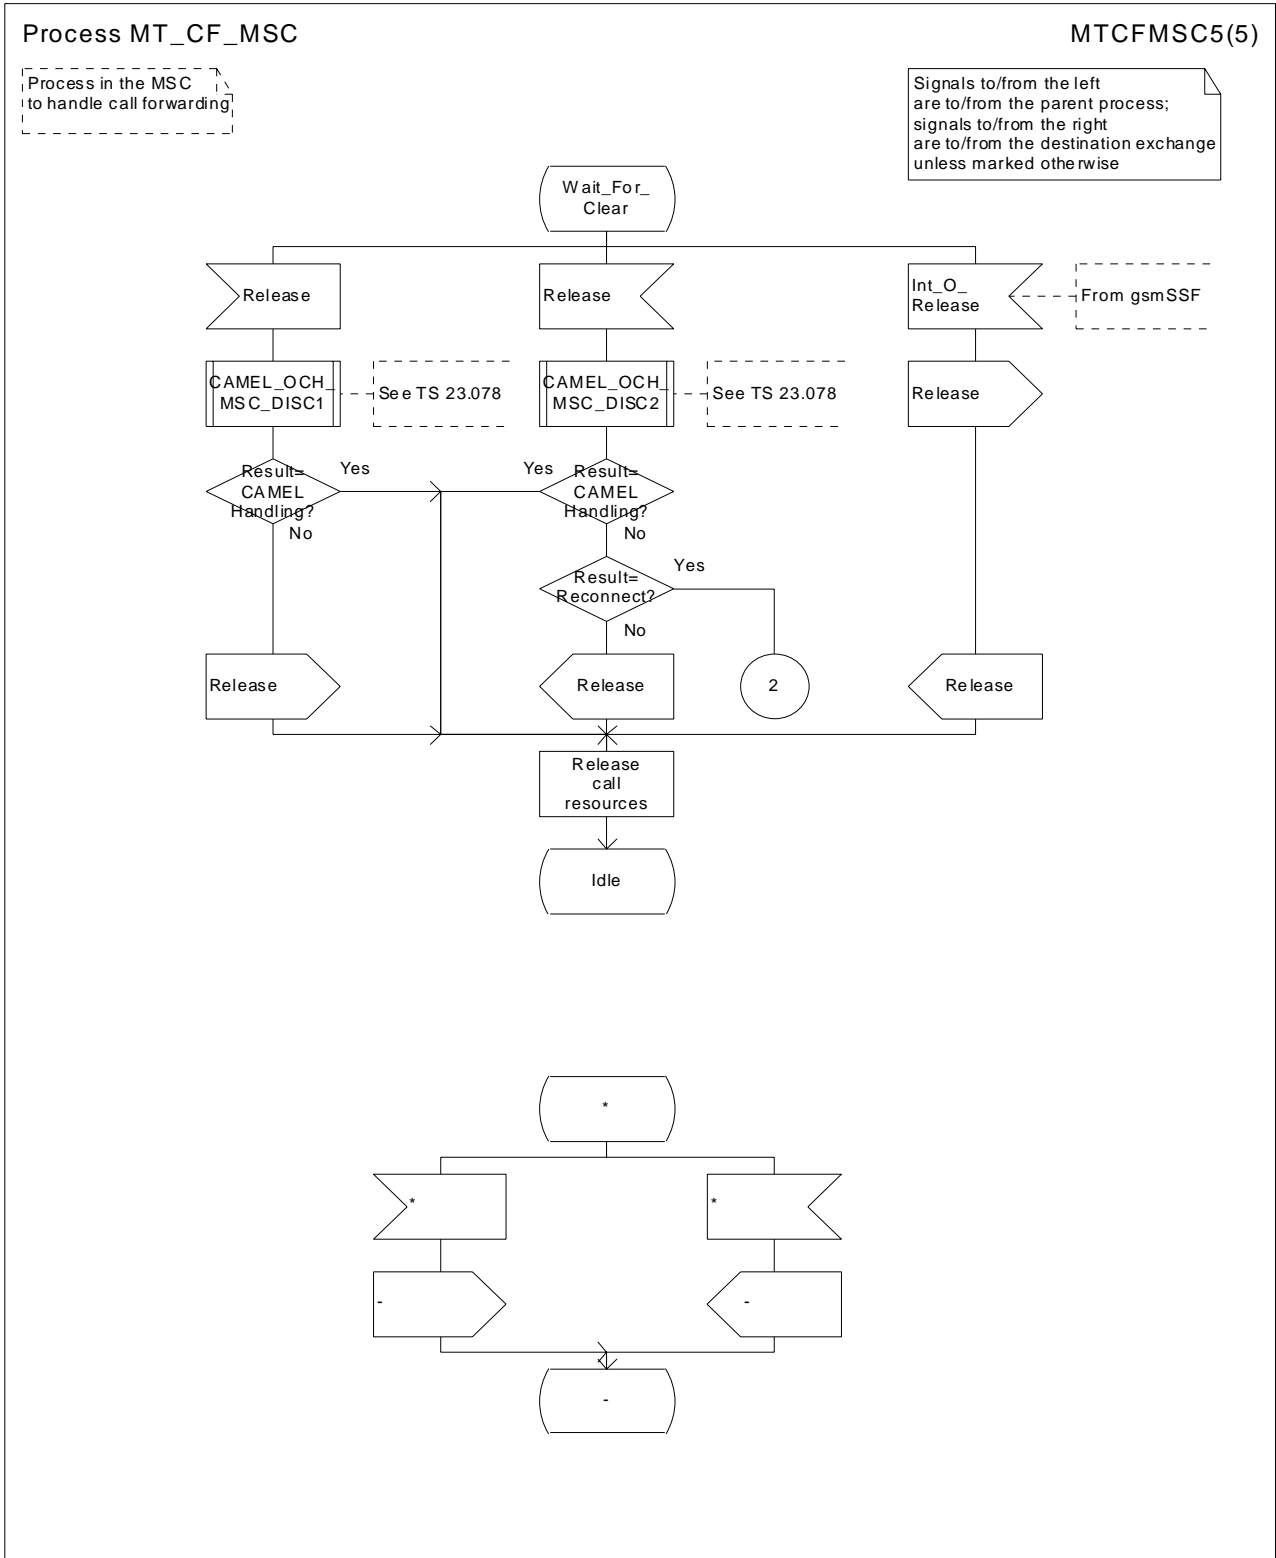 Process MT_CF_MSC
MTCFMSC5(5)
Process in the MSC
to handle call forwarding
Signals to/from the left
are to/from the parent process;
signals to/from the right
are to/from the destination exchange
unless marked otherwise
Wait_For_
Clear
Release
Release
Int_O_
Release
From gsmSSF
CAMEL_OCH_
MSC_DISC1
See TS 23.078
CAMEL_OCH_
MSC_DISC2
See TS 23.078
Release
Result=
CAMEL
Handling?
Yes
No
Yes
Result=
CAMEL
Handling?
No
Result=
Reconnect?
Yes
No
Release
Release
2
Release
Release
call
resources
Idle
*
*
*
-
-
-